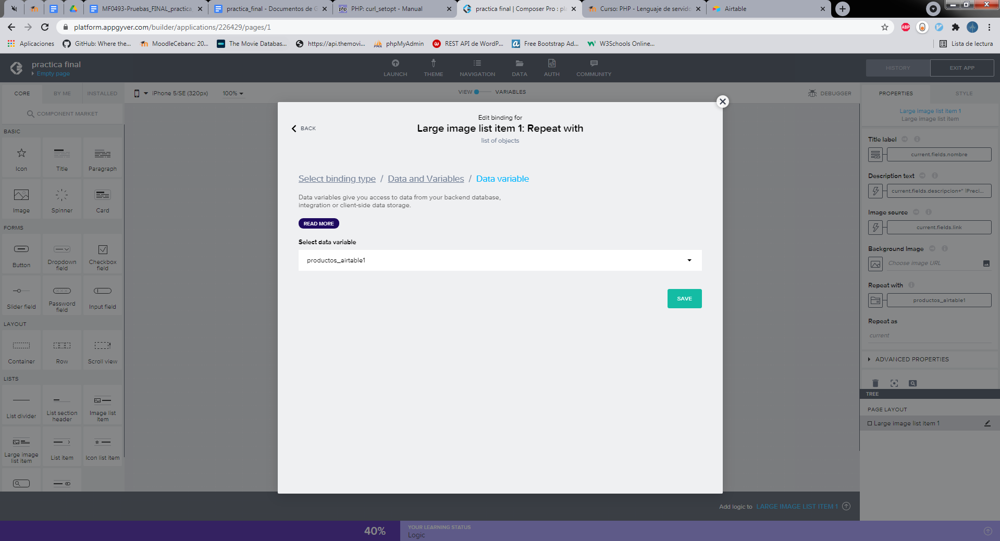 MF0493-Pruebas_FINAL_practica_
practica_final - Documentos de G
PHP: curl_setopt - Manual
practica final | Composer Pro : pla
Curso: PHP - Lenguaje de servido
Airtable
platform.appgyver.com/builder/applications/226429/pages/1
Aplicaciones
GitHub: Where the...
MoodleCebanc: 20...
The Movie Databas...
https://api.themovi...
phpMyAdmin
REST API de WordP...
Free Bootstrap Ad...
W3Schools Online...
Lista de lectura
practica final
Empty page
LAUNCH
THEME
NAVIGATION
DATA
AUTH
COMMUNITY
HISTORY
EXIT APP
CORE
BY ME
INSTALLED
iPhone 5/SE (320px)
100%
VIEW
VARIABLES
DEBUGGER
PROPERTIES
STYLE
COMPONENT MARKET
BASIC
Icon
Title
Paragraph
Image
Spinner
Card
FORMS
Button
Dropdown
field
Checkbox
field
Slider field
Password
field
Input field
LAYOUT
Container
Row
Scroll view
LISTS
List divider
List section
header
Image list
item
Large image
list item
List item
Icon list item
BACK
Edit binding for
Large image list item 1: Repeat with
list of objects
Select binding type / Data and Variables / Data variable
Data variables give you access to data from your backend database,
integration or client-side data storage.
READ MORE
Select data variable
productos_airtable1
SAVE
Large image list item 1
Large image list item
Title label
current.fields.nombre
Description text
current.fields.descripcion+" |Preci...
Image source
current.fields.link
Background Image
Choose image URL
Repeat with
productos_airtable1
Repeat as
current
ADVANCED PROPERTIES
TREE
PAGE LAYOUT
Large image list item 1
Add logic to LARGE IMAGE LIST ITEM 1
40%
YOUR LEARNING STATUS
Logic